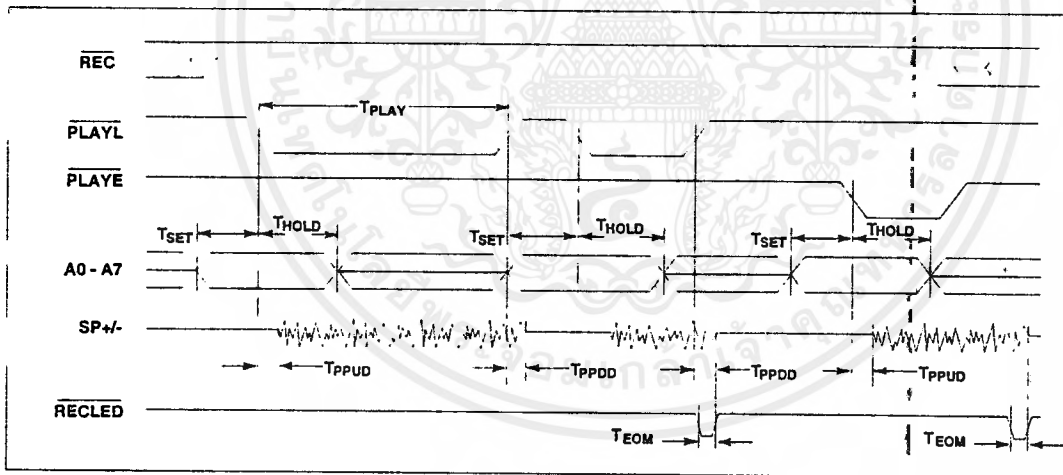 REC
TPLAY
PLAYL
PLAYE
TSET THOLD TSET THOLD TSET THOLD
A0 - A7
SP+/-
TPPUD TPPDD TPPDD TPPUD
RECLED
TEOM TEOM